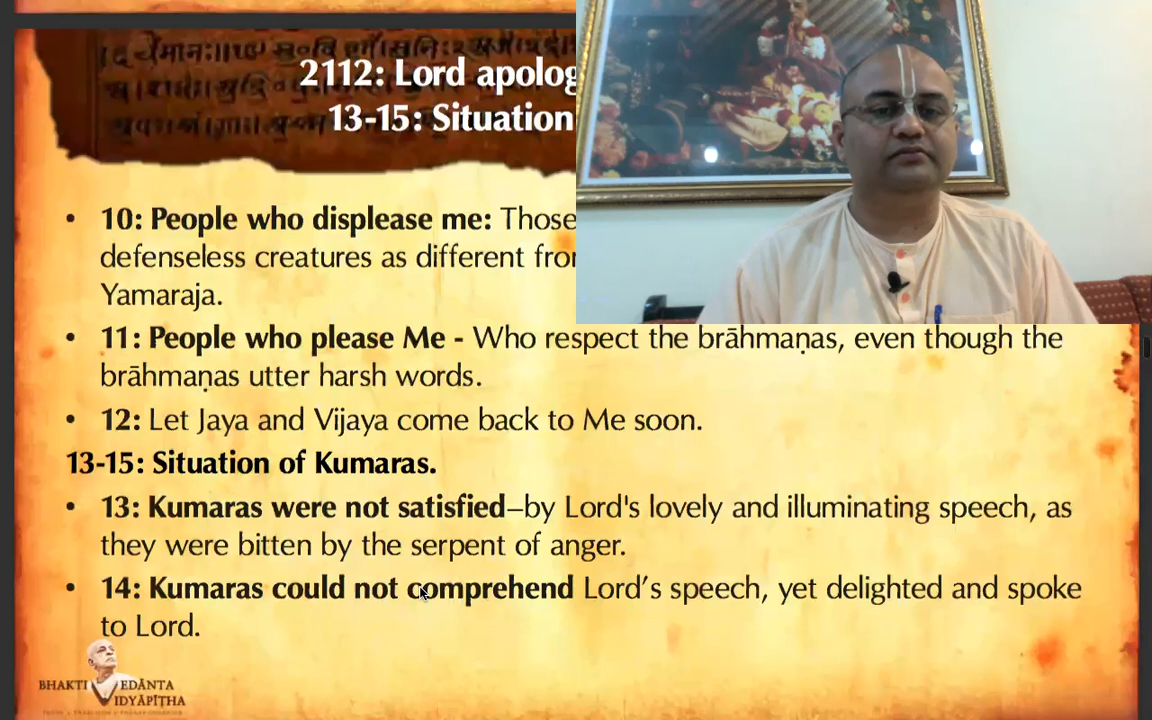 2112: Lord apolog
13-15: Situation
• 10: People who displease me: Those
defenseless creatures as different from
Yamaraja.
• 11: People who please Me - Who respect the brāhmaṇas, even though the
brāhmaṇas utter harsh words.
• 12: Let Jaya and Vijaya come back to Me soon.
13-15: Situation of Kumaras.
• 13: Kumaras were not satisfied–by Lord's lovely and illuminating speech, as
they were bitten by the serpent of anger.
• 14: Kumaras could not comprehend Lord’s speech, yet delighted and spoke
to Lord.
BHAKTI VEDĀNTA
VIDYĀPĪṬHA